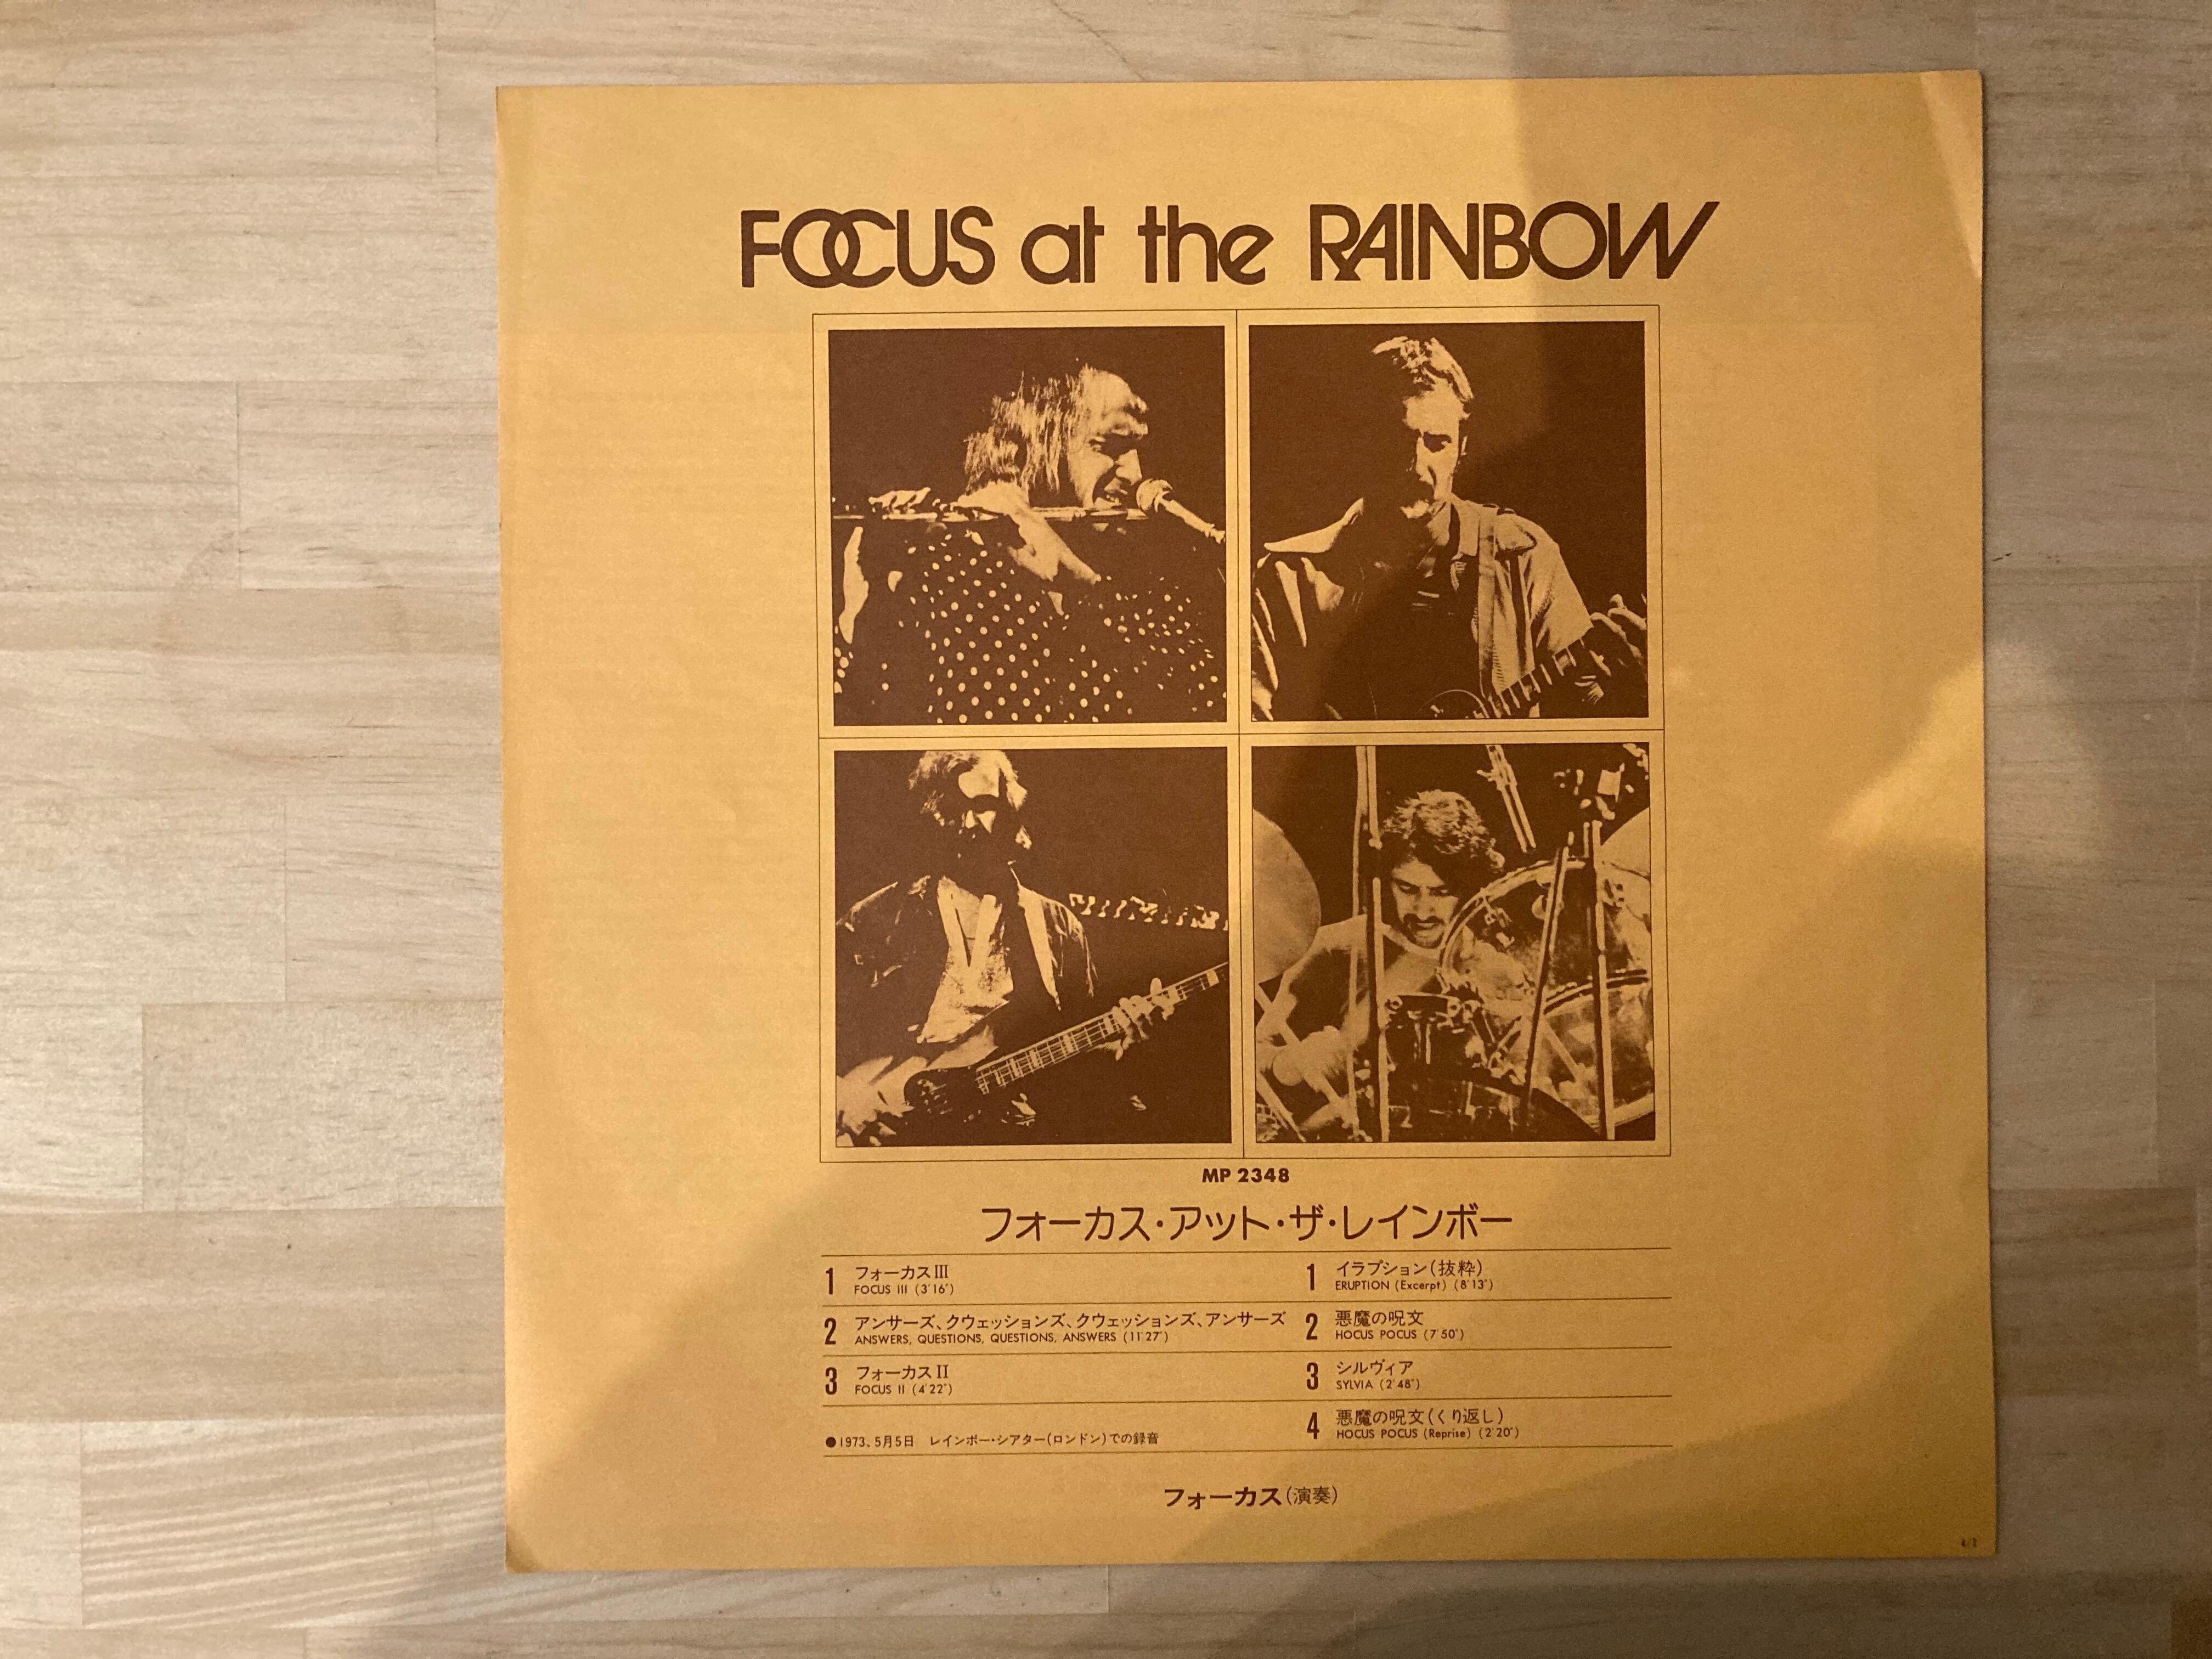 FOCUS at the RAINBOW
MP 2348
フォーカス・アット・ザ・レインボー
1 フォーカスIII
FOCUS III (3'16")
2 アンサーズ、クウェッションズ、クウェッションズ、アンサーズ
ANSWERS, QUESTIONS, QUESTIONS, ANSWERS (11'27")
3 フォーカスII
FOCUS II (4'22")
●1973、5月5日 レインボー・シアター(ロンドン)での録音
1 イラプション(抜粋)
ERUPTION (Excerpt) (8'13")
2 悪魔の呪文
HOCUS POCUS (7'50")
3 シルヴィア
SYLVIA (2'48")
4 悪魔の呪文(くり返し)
HOCUS POCUS (Reprise) (2'20")
フォーカス(演奏)